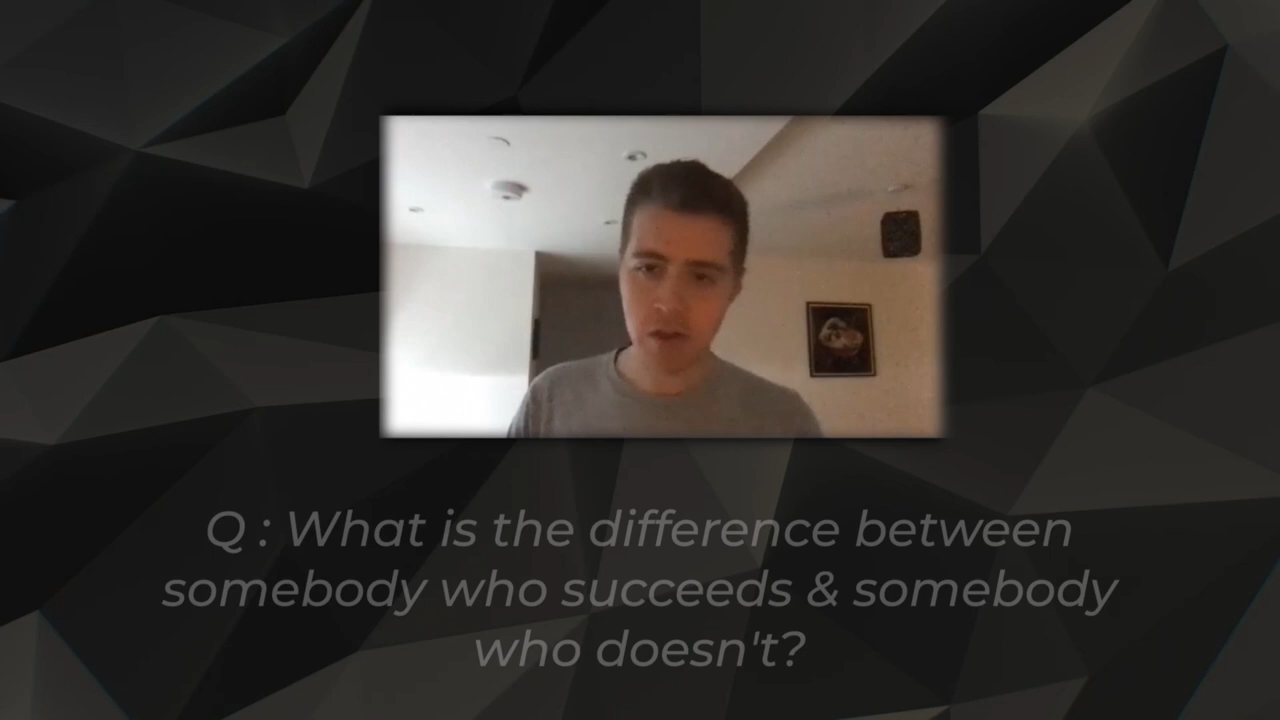 Q : What is the difference between
somebody who succeeds & somebody
who doesn't?